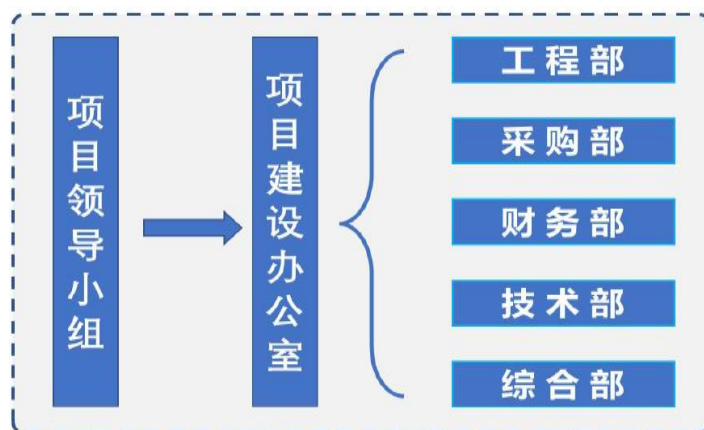 项目领导小组
项目建设办公室
工程部
采购部
财务部
技术部
综合部